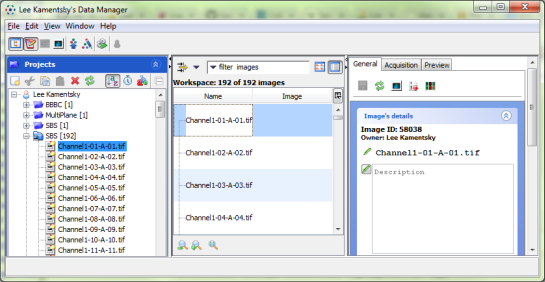 Lee Kamentsky's Data Manager
File Edit View Window Help
Projects
Lee Kamentsky
BBBC [1]
MultiPlane [1]
SBS [1]
SBS [192]
Channel1-01-A-01.tif
Channel1-02-A-02.tif
Channel1-03-A-03.tif
Channel1-04-A-04.tif
Channel1-05-A-05.tif
Channel1-06-A-06.tif
Channel1-07-A-07.tif
Channel1-08-A-08.tif
Channel1-09-A-09.tif
Channel1-10-A-10.tif
Channel1-11-A-11.tif
filter images
Workspace: 192 of 192 images
Name Image
Channel1-01-A-01.tif
Channel1-02-A-02.tif
Channel1-03-A-03.tif
Channel1-04-A-04.tif
General Acquisition Preview
Image's details
Image ID: 58038
Owner: Lee Kamentsky
Channel1-01-A-01.tif
Description